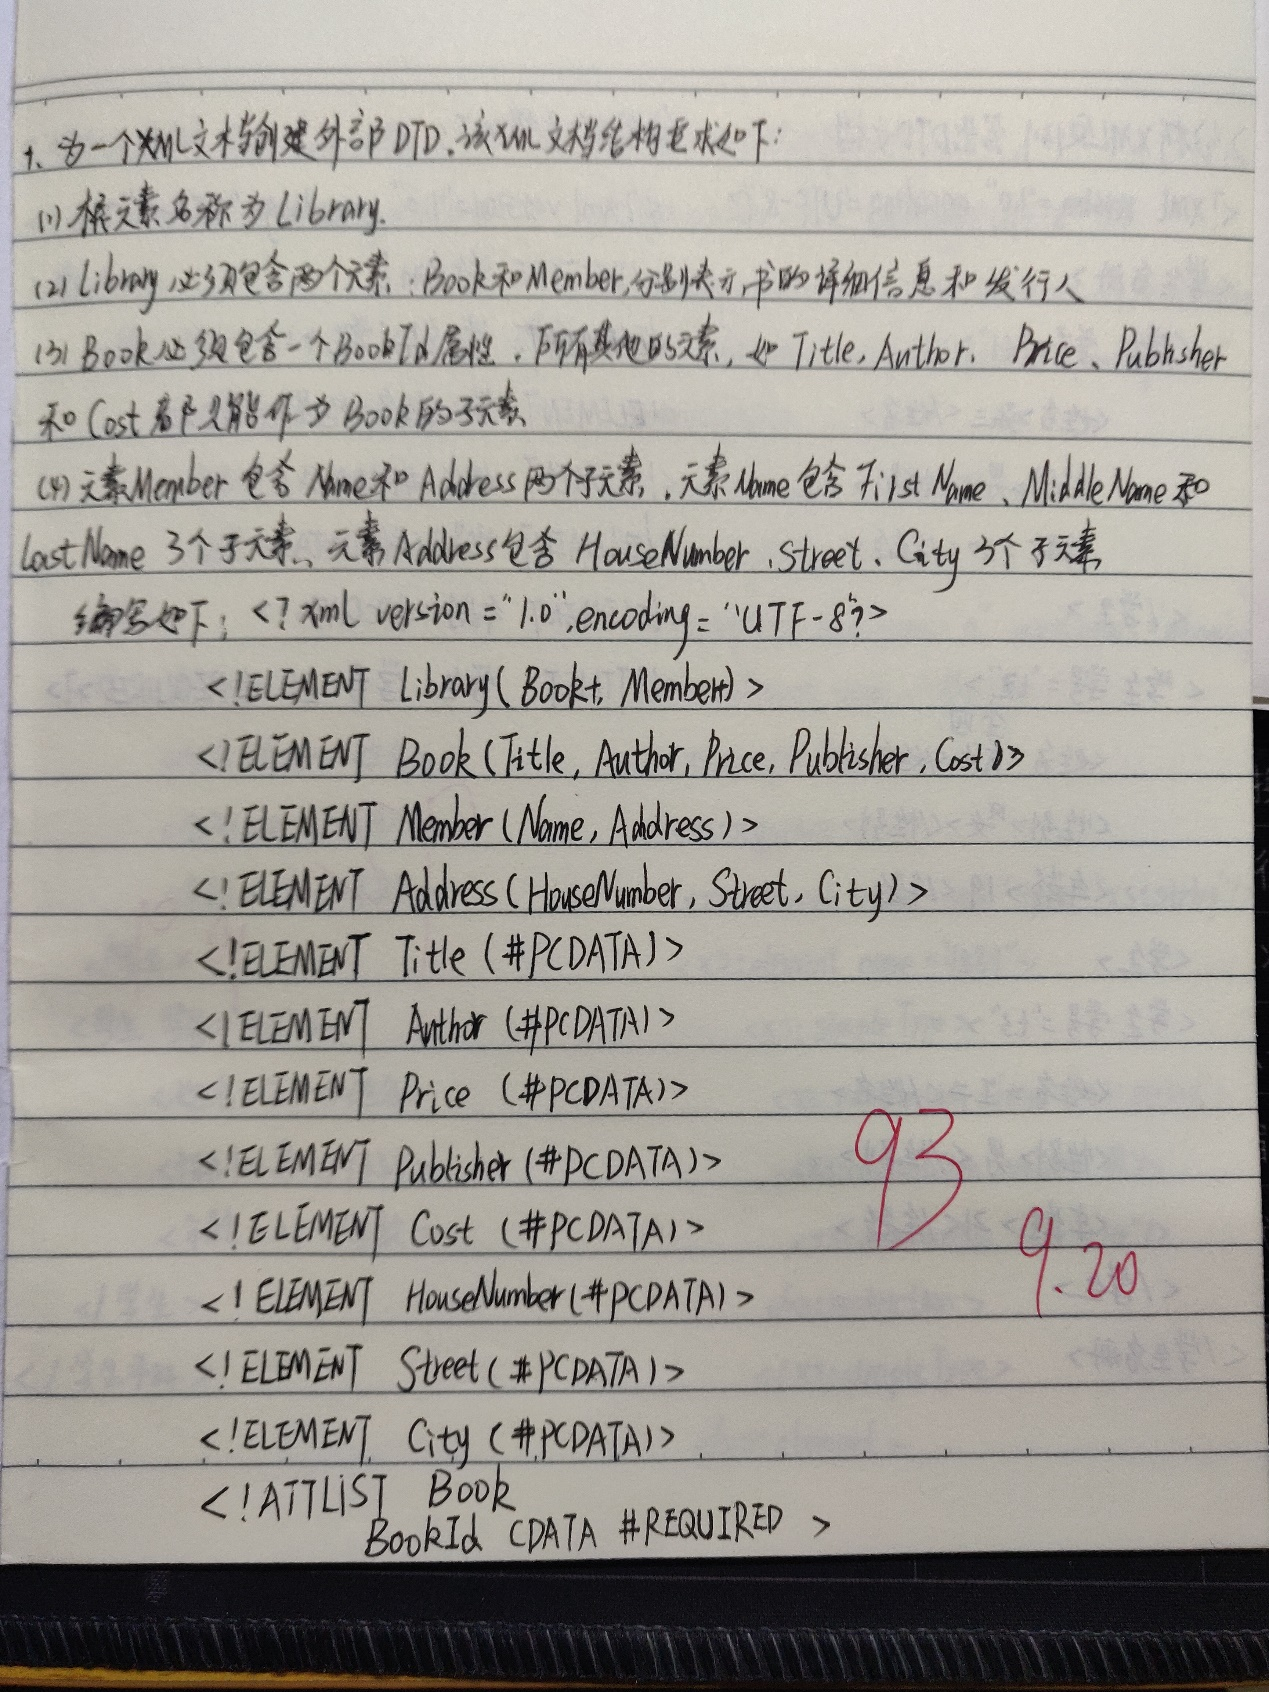 1. 为一个XML文档创建外部DTD,该XML文档结构要求如下:
(1) 根元素名称为Library.
(2) Library必须包含两个元素:Book和Member,分别表示书的详细信息和发行人
(3) Book必须包含一个BookId属性,所有其他的元素,如Title、Author、Price、Publisher
和Cost都只能作为Book的子元素
(4) 元素Member包含Name和Address两个子元素,元素Name包含FirstName、MiddleName和
LastName 3个子元素、元素Address包含HouseNumber、Street、City 3个子元素
编写如下: <?xml version="1.0",encoding="UTF-8?>
<!ELEMENT Library(Book+, Member+)>
<!ELEMENT Book(Title, Author, Price, Publisher, Cost)>
<!ELEMENT Member(Name, Address)>
<!ELEMENT Address(HouseNumber, Street, City)>
<!ELEMENT Title (#PCDATA)>
<!ELEMENT Author (#PCDATA)>
<!ELEMENT Price (#PCDATA)>
<!ELEMENT Publisher (#PCDATA)>
<!ELEMENT Cost (#PCDATA)>
<!ELEMENT HouseNumber(#PCDATA)>
<!ELEMENT Street(#PCDATA)>
<!ELEMENT City (#PCDATA)>
<!ATTLIST Book
BookId CDATA #REQUIRED >
93
9.20